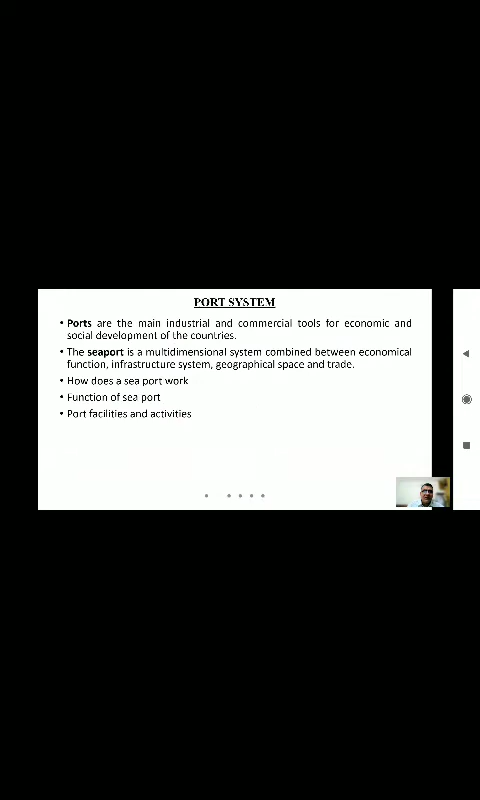 PORT SYSTEM
• Ports are the main industrial and commercial tools for economic and
social development of the countries.
• The seaport is a multidimensional system combined between economical
function, infrastructure system, geographical space and trade.
• How does a sea port work
• Function of sea port
• Port facilities and activities